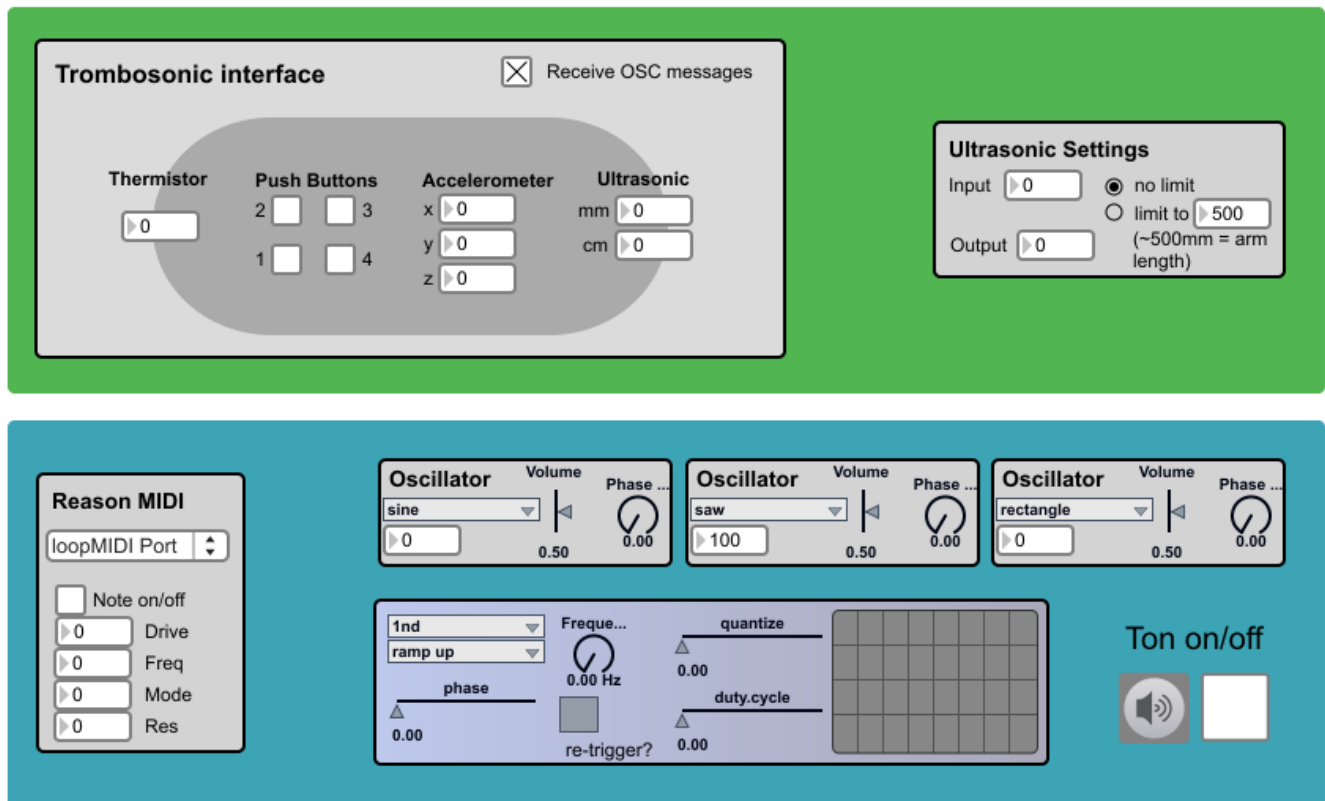 Trombosonic interface
Receive OSC messages
Thermistor
0
Push Buttons
2 3
1 4
Accelerometer
x 0
y 0
z 0
Ultrasonic
mm 0
cm 0
Ultrasonic Settings
Input 0
no limit
limit to 500
(~500mm = arm
length)
Output 0
Reason MIDI
loopMIDI Port
Note on/off
0 Drive
0 Freq
0 Mode
0 Res
Oscillator
Volume
Phase ...
sine
0
0.50
0.00
Oscillator
Volume
Phase ...
saw
100
0.50
0.00
Oscillator
Volume
Phase ...
rectangle
0
0.50
0.00
1nd
ramp up
phase
0.00
Freque...
0.00 Hz
re-trigger?
quantize
0.00
duty.cycle
0.00
Ton on/off